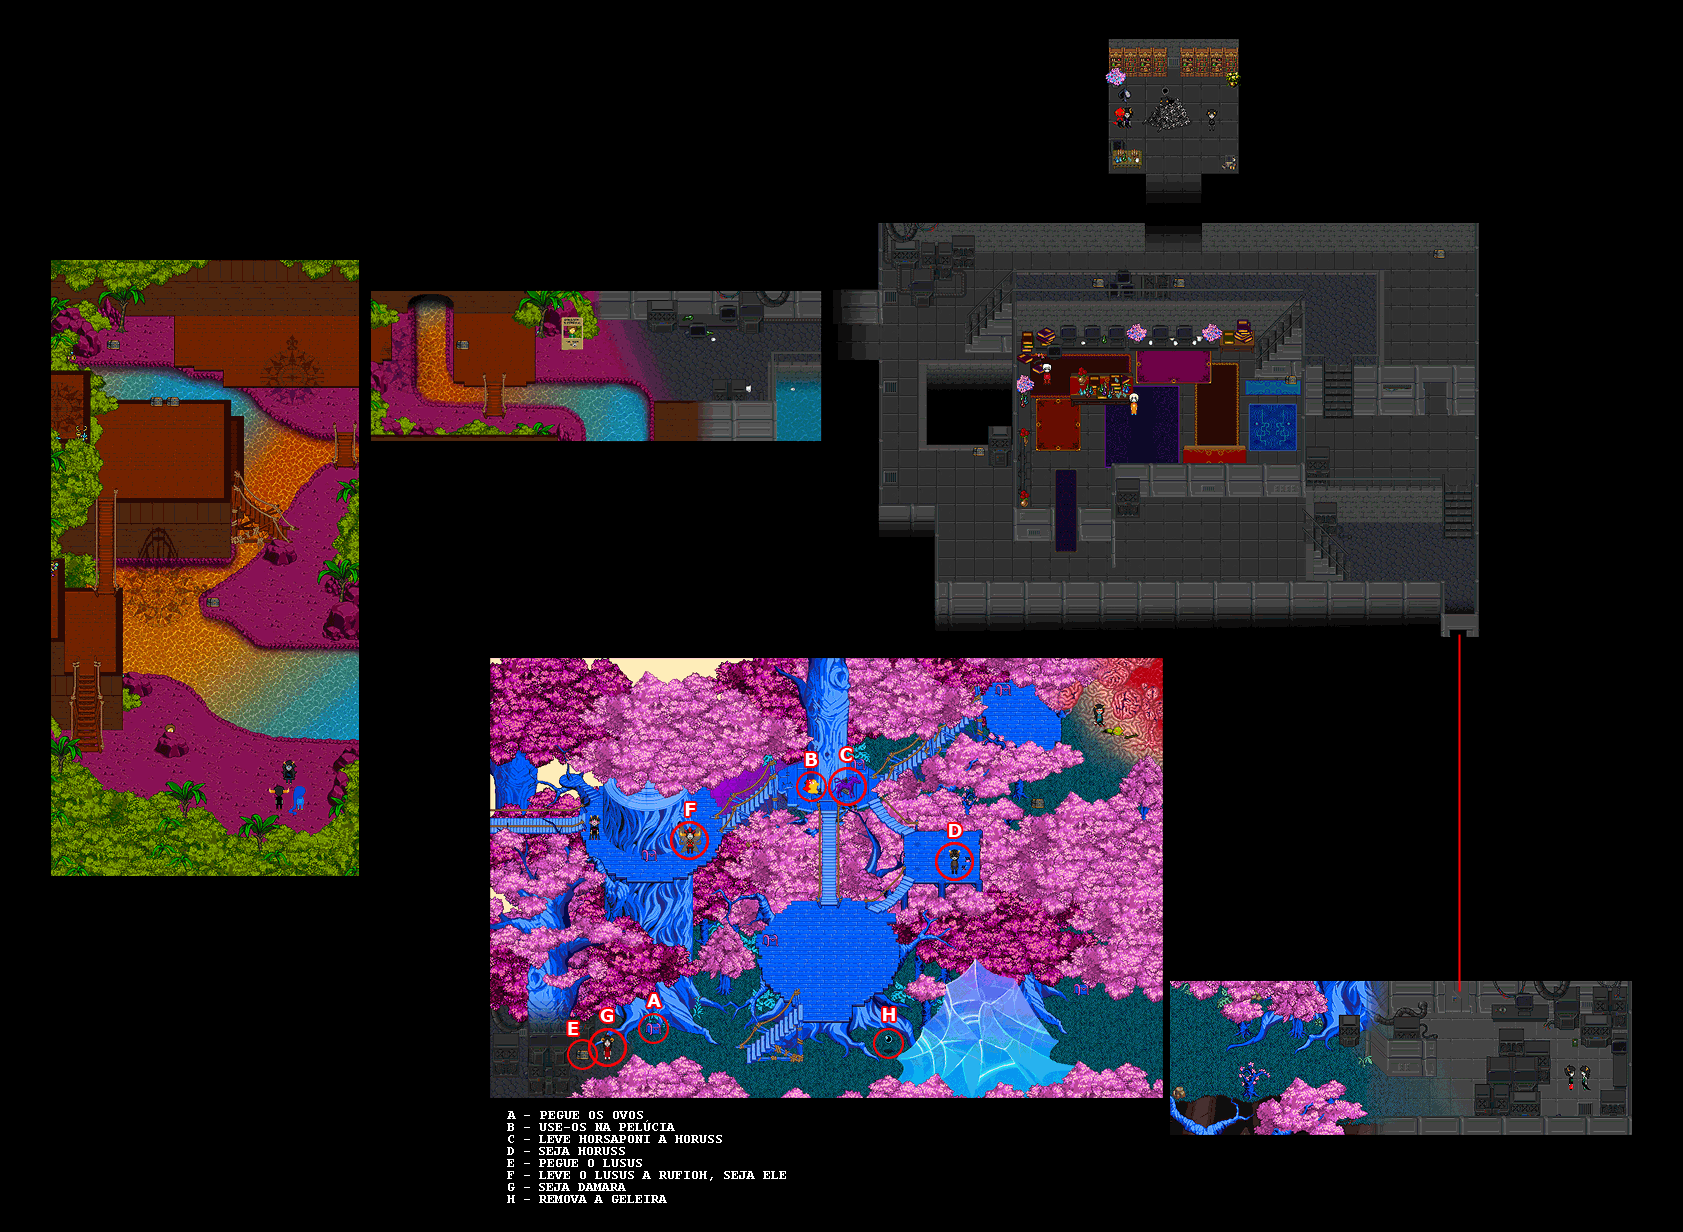 B
C
F
D
A
G
H
E
A - PEGUE OS OVOS
B - USE-OS NA PELÚCIA
C - LEVE HORSAPONI A HORUSS
D - SEJA HORUSS
E - PEGUE O LUSUS
F - LEVE O LUSUS A RUFIOH, SEJA ELE
G - SEJA DAMARA
H - REMOVA A GELEIRA